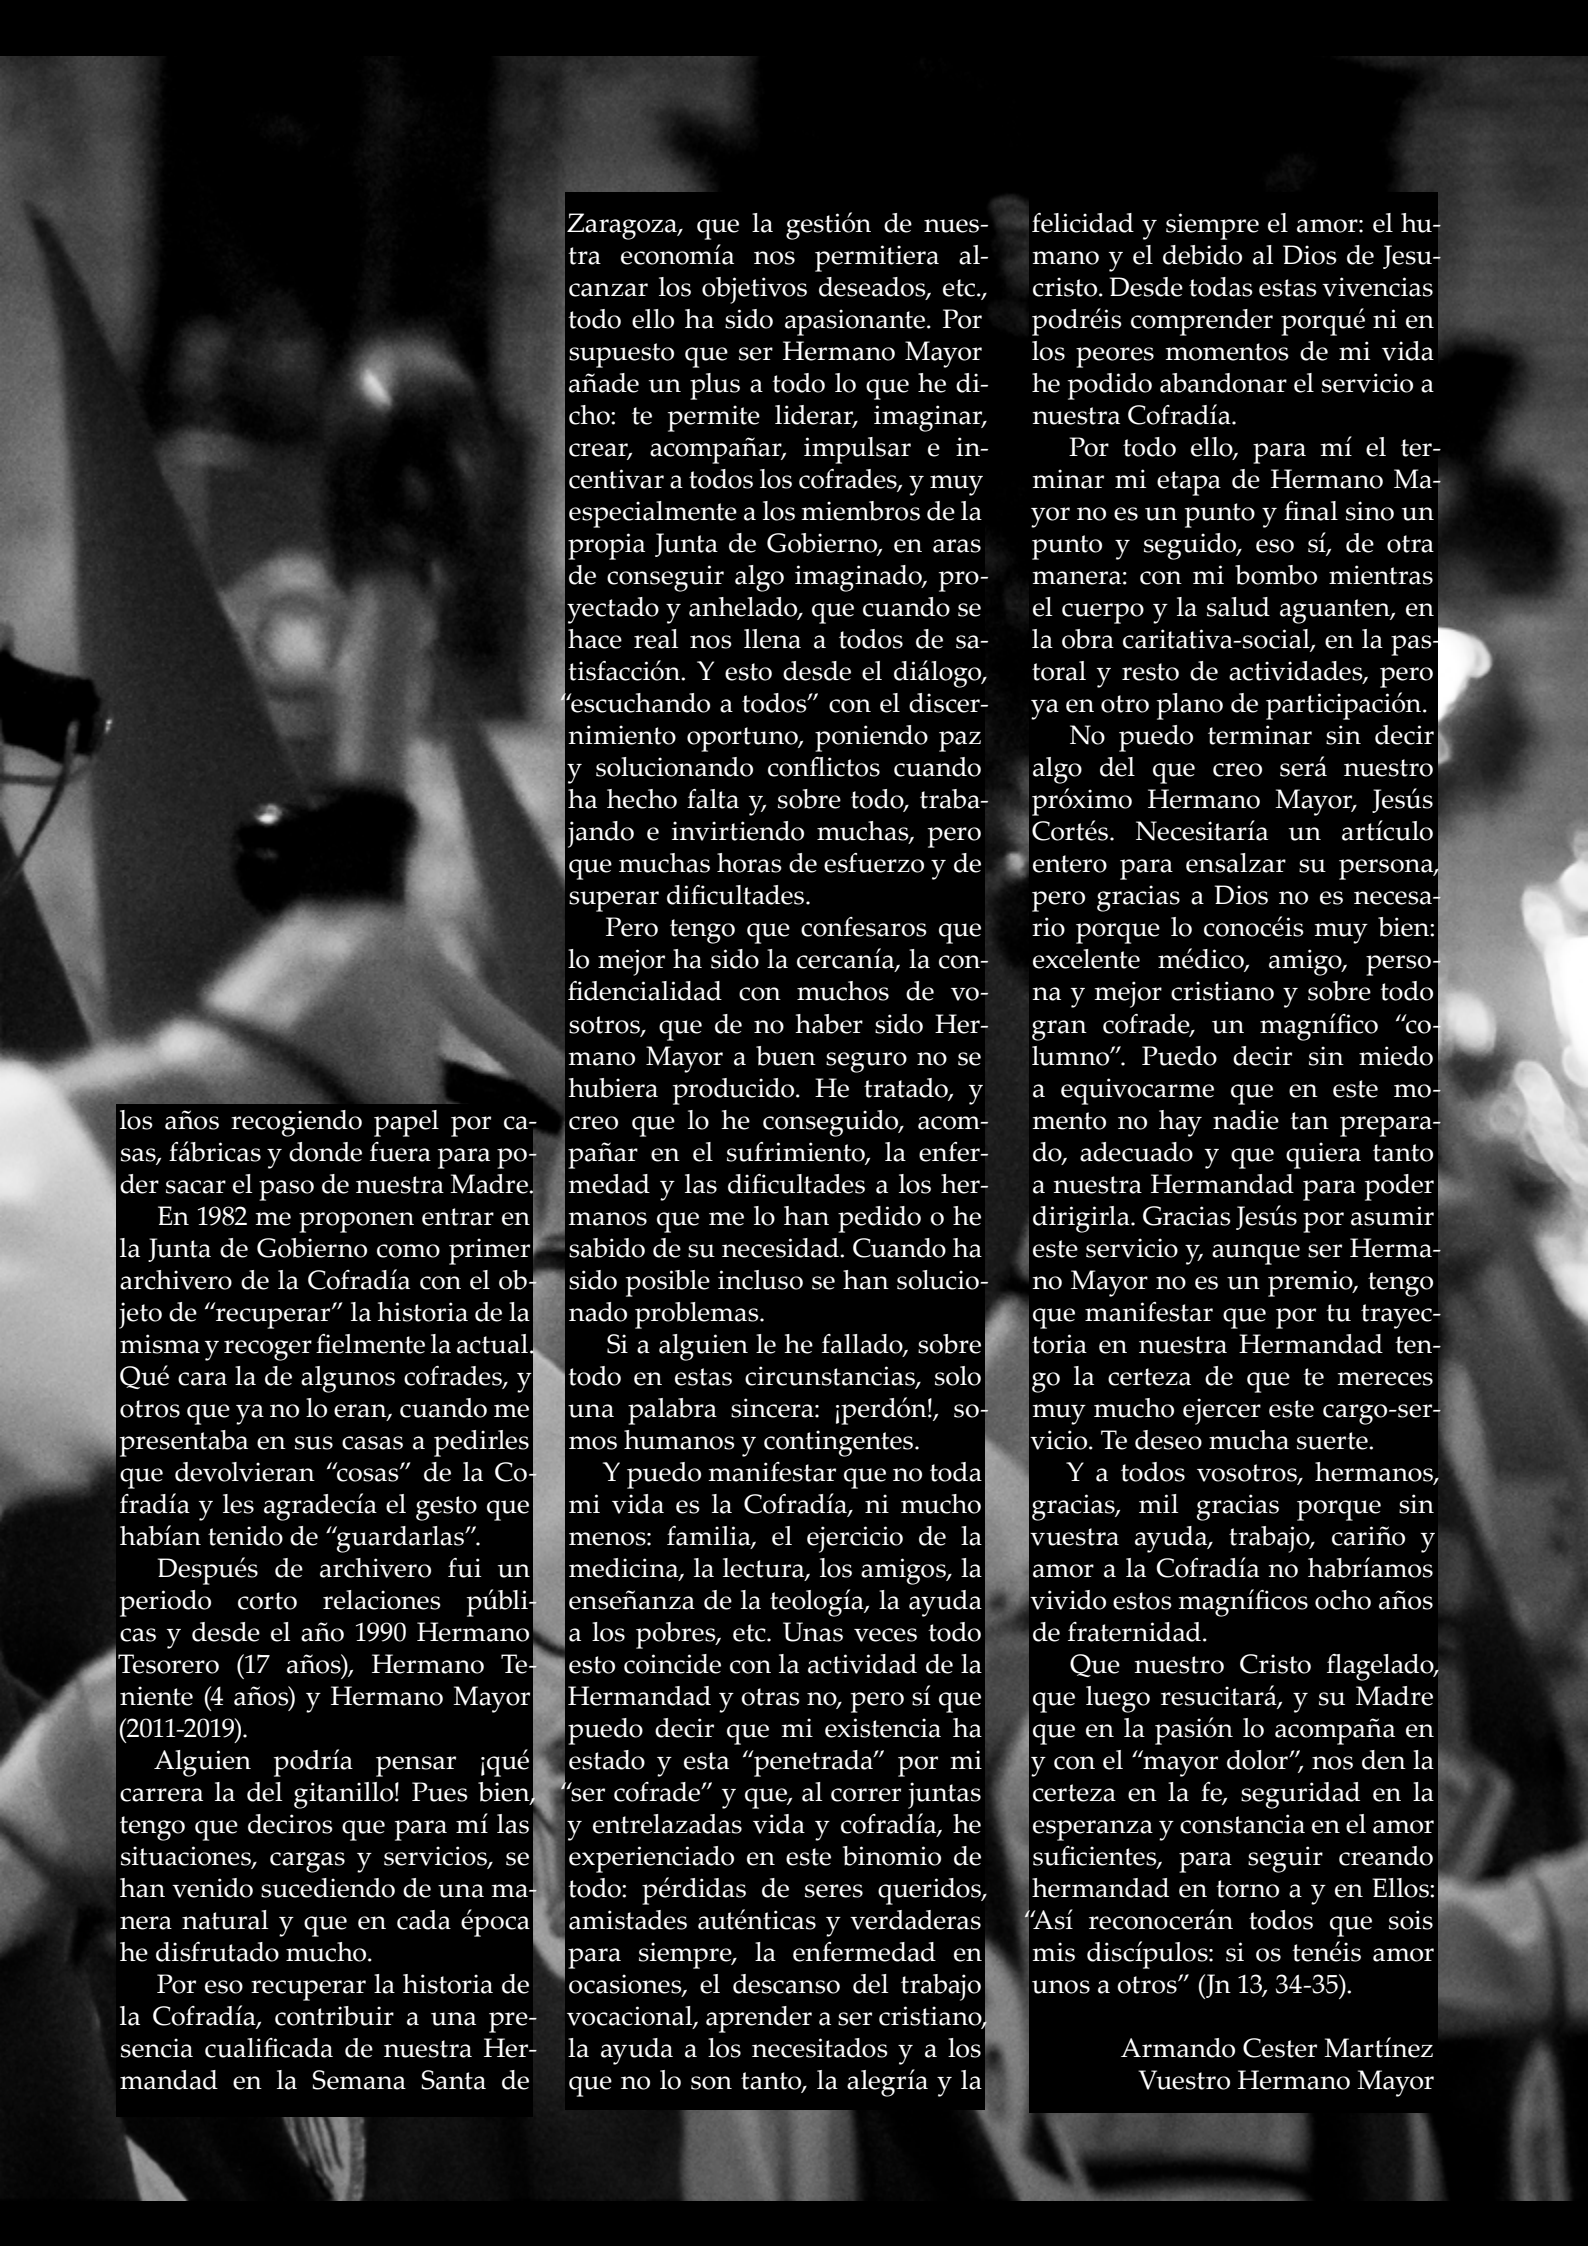 los años recogiendo papel por ca-
sas, fábricas y donde fuera para po-
der sacar el paso de nuestra Madre.
En 1982 me proponen entrar en
la Junta de Gobierno como primer
archivero de la Cofradía con el ob-
jeto de “recuperar” la historia de la
misma y recoger fielmente la actual.
Qué cara la de algunos cofrades, y
otros que ya no lo eran, cuando me
presentaba en sus casas a pedirles
que devolvieran “cosas” de la Co-
fradía y les agradecía el gesto que
habían tenido de “guardarlas”.
Después de archivero fui un
periodo corto relaciones públi-
cas y desde el año 1990 Hermano
Tesorero (17 años), Hermano Te-
niente (4 años) y Hermano Mayor
(2011-2019).
Alguien podría pensar ¡qué
carrera la del gitanillo! Pues bien,
tengo que deciros que para mí las
situaciones, cargas y servicios, se
han venido sucediendo de una ma-
nera natural y que en cada época
he disfrutado mucho.
Por eso recuperar la historia de
la Cofradía, contribuir a una pre-
sencia cualificada de nuestra Her-
mandad en la Semana Santa de
Zaragoza, que la gestión de nues-
tra economía nos permitiera al-
canzar los objetivos deseados, etc.,
todo ello ha sido apasionante. Por
supuesto que ser Hermano Mayor
añade un plus a todo lo que he di-
cho: te permite liderar, imaginar,
crear, acompañar, impulsar e in-
centivar a todos los cofrades, y muy
especialmente a los miembros de la
propia Junta de Gobierno, en aras
de conseguir algo imaginado, pro-
yectado y anhelado, que cuando se
hace real nos llena a todos de sa-
tisfacción. Y esto desde el diálogo,
“escuchando a todos” con el discer-
nimiento oportuno, poniendo paz
y solucionando conflictos cuando
ha hecho falta y, sobre todo, traba-
jando e invirtiendo muchas, pero
que muchas horas de esfuerzo y de
superar dificultades.
Pero tengo que confesaros que
lo mejor ha sido la cercanía, la con-
fidencialidad con muchos de vo-
sotros, que de no haber sido Her-
mano Mayor a buen seguro no se
hubiera producido. He tratado, y
creo que lo he conseguido, acom-
pañar en el sufrimiento, la enfer-
medad y las dificultades a los her-
manos que me lo han pedido o he
sabido de su necesidad. Cuando ha
sido posible incluso se han solucio-
nado problemas.
Si a alguien le he fallado, sobre
todo en estas circunstancias, solo
una palabra sincera: ¡perdón!, so-
mos humanos y contingentes.
Y puedo manifestar que no toda
mi vida es la Cofradía, ni mucho
menos: familia, el ejercicio de la
medicina, la lectura, los amigos, la
enseñanza de la teología, la ayuda
a los pobres, etc. Unas veces todo
esto coincide con la actividad de la
Hermandad y otras no, pero sí que
puedo decir que mi existencia ha
estado y esta “penetrada” por mi
“ser cofrade” y que, al correr juntas
y entrelazadas vida y cofradía, he
experienciado en este binomio de
todo: pérdidas de seres queridos,
amistades auténticas y verdaderas
para siempre, la enfermedad en
ocasiones, el descanso del trabajo
vocacional, aprender a ser cristiano,
la ayuda a los necesitados y a los
que no lo son tanto, la alegría y la
felicidad y siempre el amor: el hu-
mano y el debido al Dios de Jesu-
cristo. Desde todas estas vivencias
podréis comprender porqué ni en
los peores momentos de mi vida
he podido abandonar el servicio a
nuestra Cofradía.
Por todo ello, para mí el ter-
minar mi etapa de Hermano Ma-
yor no es un punto y final sino un
punto y seguido, eso sí, de otra
manera: con mi bombo mientras
el cuerpo y la salud aguanten, en
la obra caritativa-social, en la pas-
toral y resto de actividades, pero
ya en otro plano de participación.
No puedo terminar sin decir
algo del que creo será nuestro
próximo Hermano Mayor, Jesús
Cortés. Necesitaría un artículo
entero para ensalzar su persona,
pero gracias a Dios no es necesa-
rio porque lo conocéis muy bien:
excelente médico, amigo, perso-
na y mejor cristiano y sobre todo
gran cofrade, un magnífico “co-
lumno”. Puedo decir sin miedo
a equivocarme que en este mo-
mento no hay nadie tan prepara-
do, adecuado y que quiera tanto
a nuestra Hermandad para poder
dirigirla. Gracias Jesús por asumir
este servicio y, aunque ser Herma-
no Mayor no es un premio, tengo
que manifestar que por tu trayec-
toria en nuestra Hermandad ten-
go la certeza de que te mereces
muy mucho ejercer este cargo-ser-
vicio. Te deseo mucha suerte.
Y a todos vosotros, hermanos,
gracias, mil gracias porque sin
vuestra ayuda, trabajo, cariño y
amor a la Cofradía no habríamos
vivido estos magníficos ocho años
de fraternidad.
Que nuestro Cristo flagelado,
que luego resucitará, y su Madre
que en la pasión lo acompaña en
y con el “mayor dolor”, nos den la
certeza en la fe, seguridad en la
esperanza y constancia en el amor
suficientes, para seguir creando
hermandad en torno a y en Ellos:
“Así reconocerán todos que sois
mis discípulos: si os tenéis amor
unos a otros” (Jn 13, 34-35).
Armando Cester Martínez
Vuestro Hermano Mayor